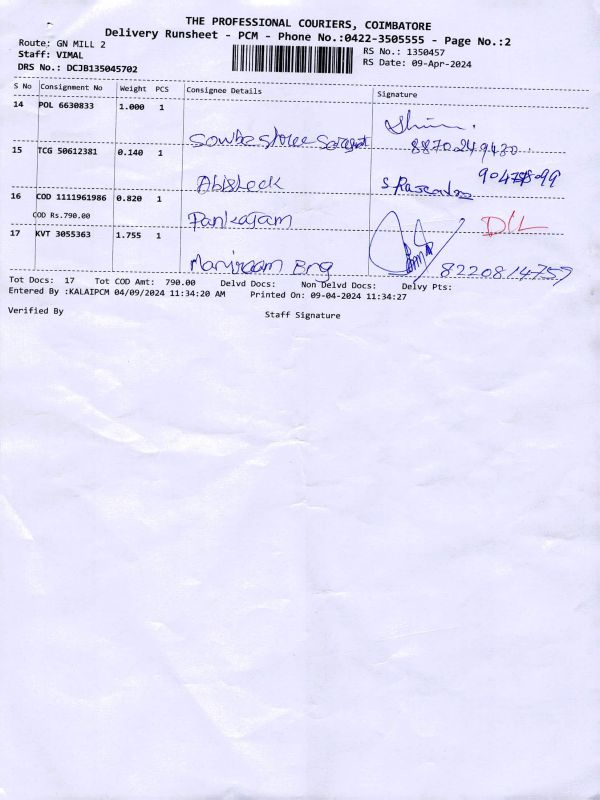 THE PROFESSIONAL COURIERS, COIMBATORE
Delivery Runsheet - PCM - Phone No.:0422-3505555 - Page No.:2
Route: GN MILL 2
RS No.: 1350457
Staff: VIMAL
RS Date: 09-Apr-2024
DRS No.: DCJB135045702
S No Consignment No Weight PCS Consignee Details Signature
14 POL 6630833 1.000 1
8870249430
15 TCG 50612381 0.140 1
Abisheck
16 COD 1111961986 0.820 1
COD Rs.790.00 Pankajam D/L
17 KVT 3055363 1.755 1
Maniraam Eng 8220814757
Tot Docs: 17 Tot COD Amt: 790.00 Delvd Docs: Non Delvd Docs: Delvy Pts:
Entered By :KALAIPCM 04/09/2024 11:34:20 AM Printed On: 09-04-2024 11:34:27
Verified By Staff Signature